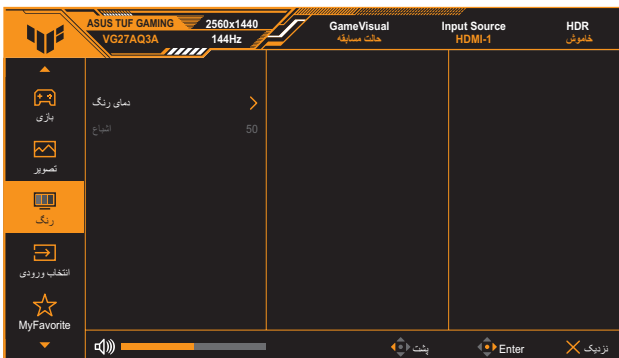 ASUS TUF GAMING
VG27AQ3A
2560x1440
144Hz
GameVisual
حالت مسابقه
Input Source
HDMI-1
HDR
خاموش
بازی
تصویر
رنگ
انتخاب ورودی
MyFavorite
دمای رنگ
اشباع 50
پشت
Enter
نزدیک